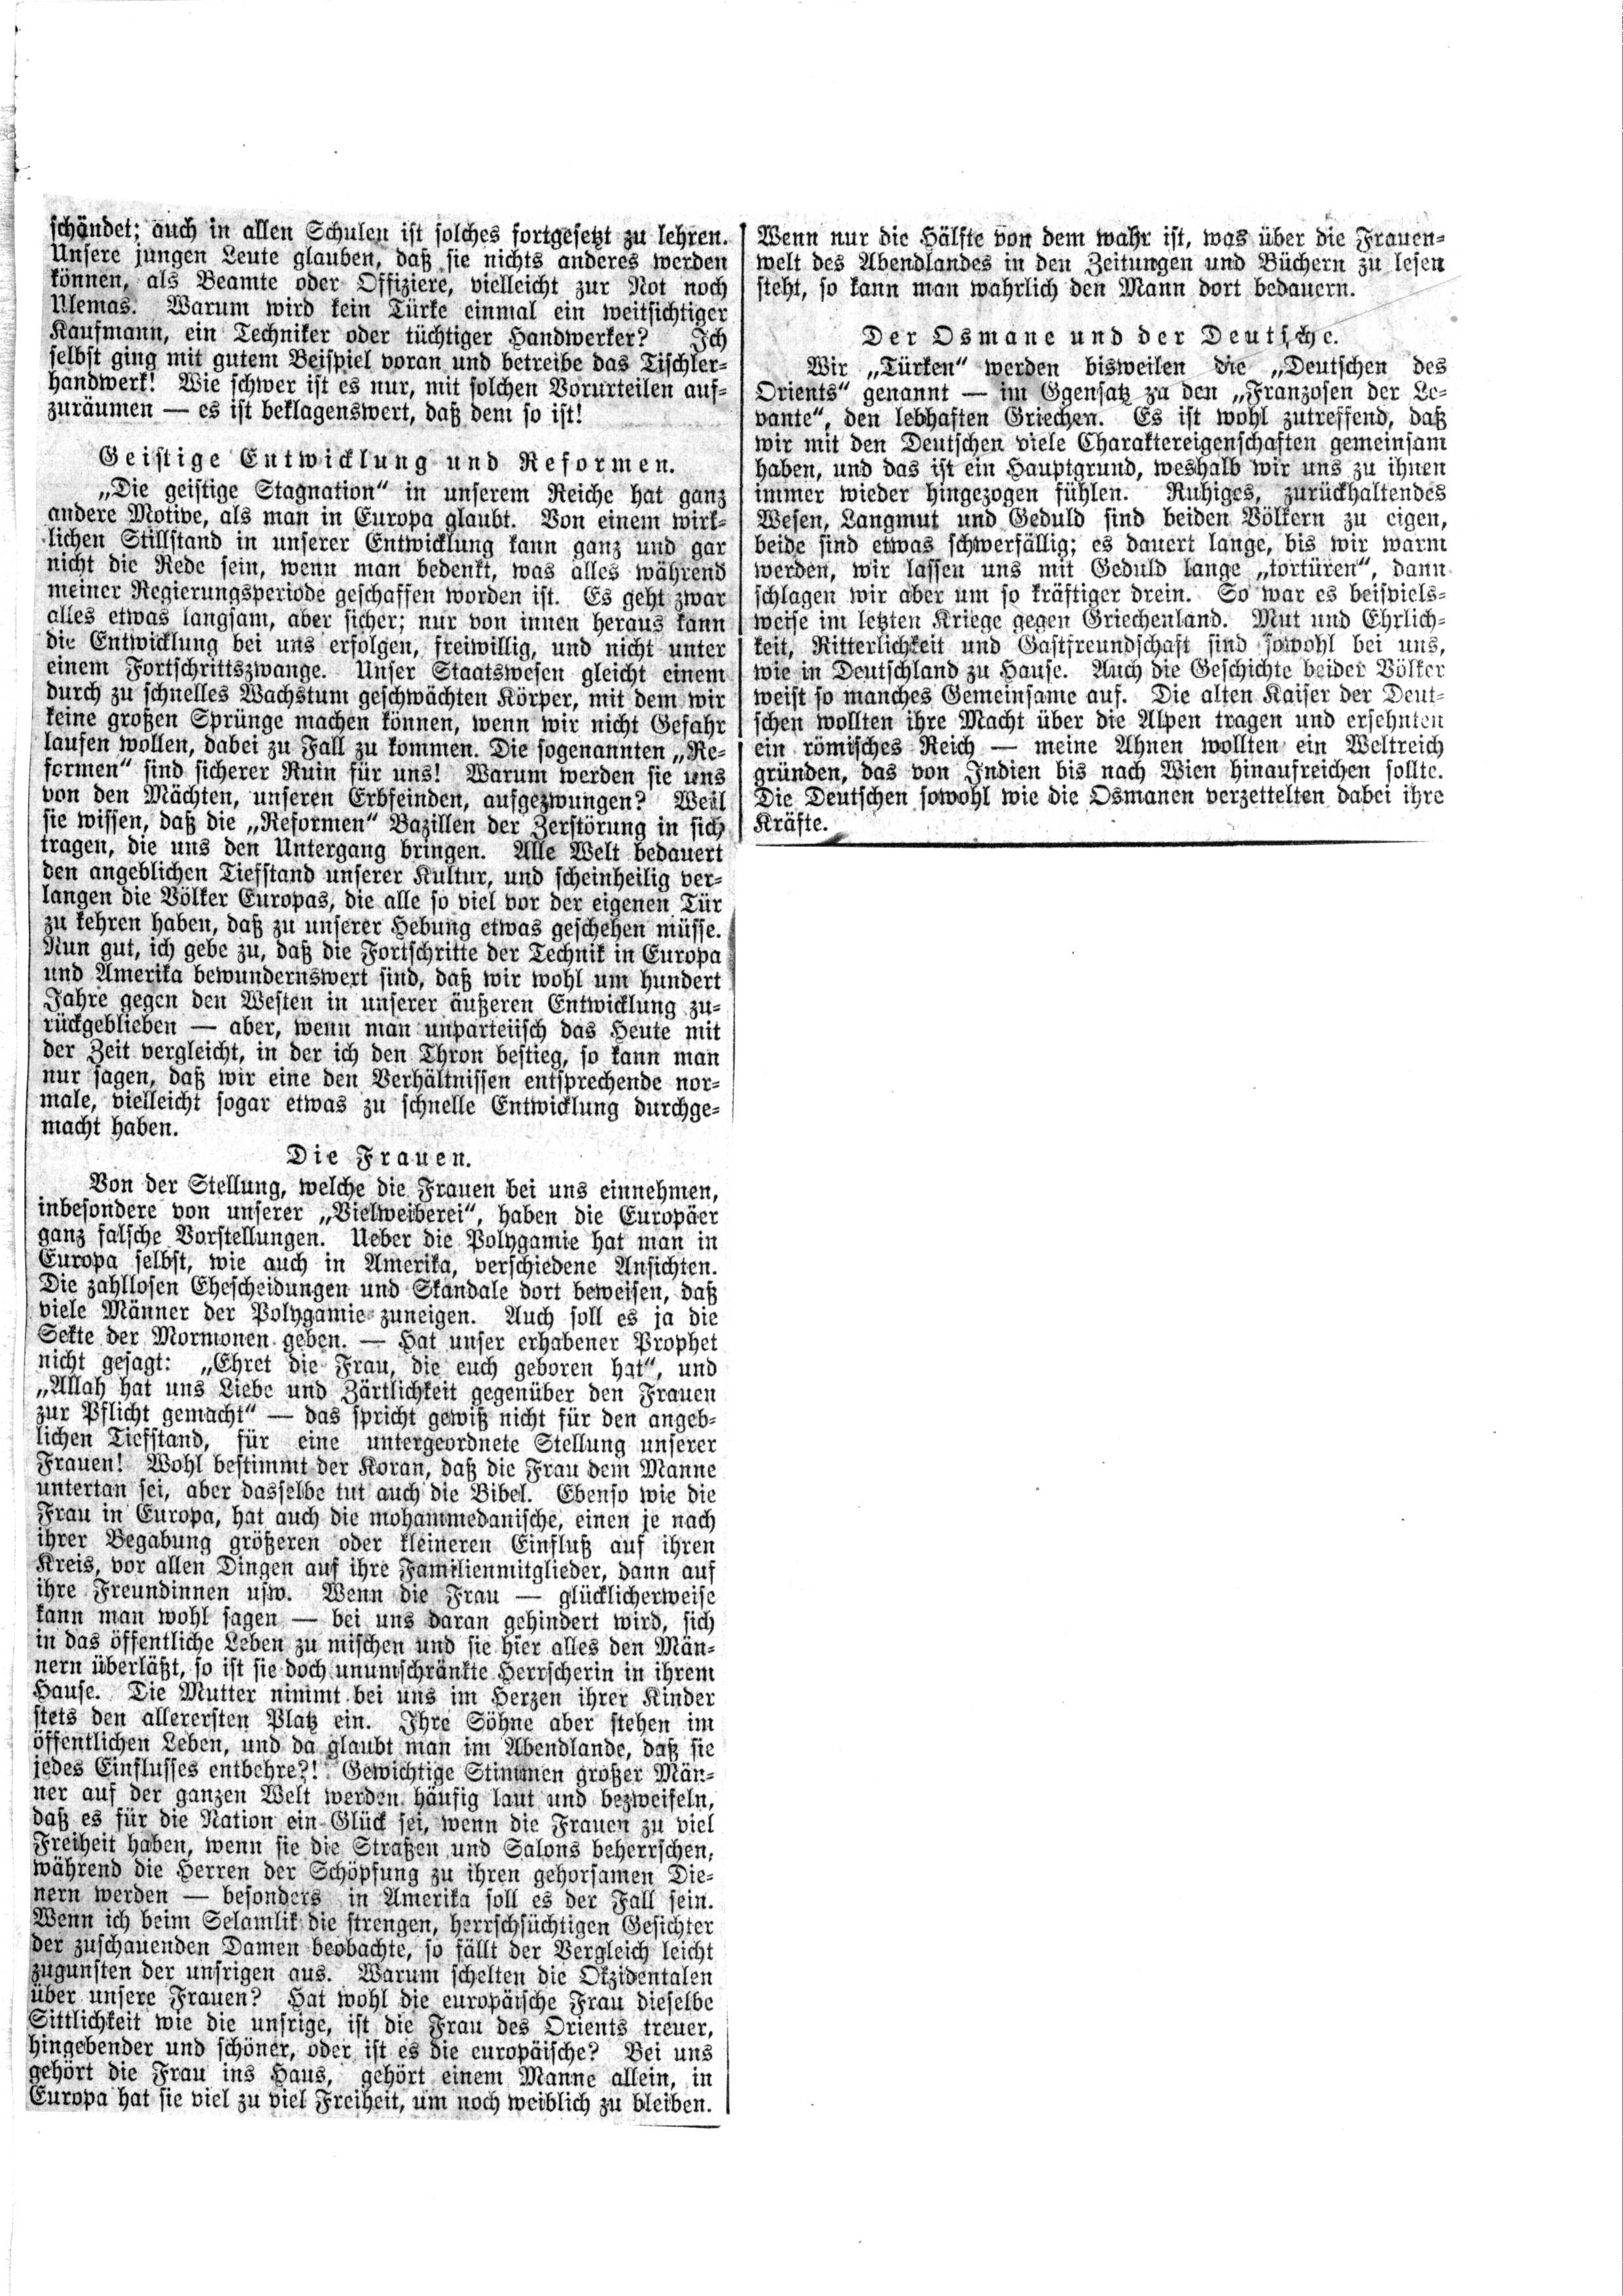 schändet; auch in allen Schulen ist solches fortgesetzt zu lehren.
Unsere jungen Leute glauben, daß sie nichts anderes werden
können, als Beamte oder Offiziere, vielleicht zur Not noch
Ulemas. Warum wird kein Türke einmal ein weitsichtiger
Kaufmann, ein Techniker oder tüchtiger Handwerker? Ich
selbst ging mit gutem Beispiel voran und betreibe das Tischler-
handwerk! Wie schwer ist es nur, mit solchen Vorurteilen auf-
zuräumen — es ist beklagenswert, daß dem so ist!
Geistige Entwicklung und Reformen.
„Die geistige Stagnation“ in unserem Reiche hat ganz
andere Motive, als man in Europa glaubt. Von einem wirk-
lichen Stillstand in unserer Entwicklung kann ganz und gar
nicht die Rede sein, wenn man bedenkt, was alles während
meiner Regierungsperiode geschaffen worden ist. Es geht zwar
alles etwas langsam, aber sicher; nur von innen heraus kann
die Entwicklung bei uns erfolgen, freiwillig, und nicht unter
einem Fortschrittszwange. Unser Staatswesen gleicht einem
durch zu schnelles Wachstum geschwächten Körper, mit dem wir
keine großen Sprünge machen können, wenn wir nicht Gefahr
laufen wollen, dabei zu Fall zu kommen. Die sogenannten „Re-
formen“ sind sicherer Ruin für uns! Warum werden sie uns
von den Mächten, unseren Erbfeinden, aufgezwungen? Weil
sie wissen, daß die „Reformen“ Bazillen der Zerstörung in sich
tragen, die uns den Untergang bringen. Alle Welt bedauert
den angeblichen Tiefstand unserer Kultur, und scheinheilig ver-
langen die Völker Europas, die alle so viel vor der eigenen Tür
zu kehren haben, daß zu unserer Hebung etwas geschehen müsse.
Nun gut, ich gebe zu, daß die Fortschritte der Technik in Europa
und Amerika bewundernswert sind, daß wir wohl um hundert
Jahre gegen den Westen in unserer äußeren Entwicklung zu-
rückgeblieben — aber, wenn man unparteiisch das Heute mit
der Zeit vergleicht, in der ich den Thron bestieg, so kann man
nur sagen, daß wir eine den Verhältnissen entsprechende nor-
male, vielleicht sogar etwas zu schnelle Entwicklung durchge-
macht haben.
Die Frauen.
Von der Stellung, welche die Frauen bei uns einnehmen,
inbesondere von unserer „Vielweiberei“, haben die Europäer
ganz falsche Vorstellungen. Ueber die Polygamie hat man in
Europa selbst, wie auch in Amerika, verschiedene Ansichten.
Die zahllosen Ehescheidungen und Skandale dort beweisen, daß
viele Männer der Polygamie zuneigen. Auch soll es ja die
Sekte der Mormonen geben. — Hat unser erhabener Prophet
nicht gesagt: „Ehret die Frau, die euch geboren hat“, und
„Allah hat uns Liebe und Zärtlichkeit gegenüber den Frauen
zur Pflicht gemacht“ — das spricht gewiß nicht für den angeb-
lichen Tiefstand, für eine untergeordnete Stellung unserer
Frauen! Wohl bestimmt der Koran, daß die Frau dem Manne
untertan sei, aber dasselbe tut auch die Bibel. Ebenso wie die
Frau in Europa, hat auch die mohammedanische, einen je nach
ihrer Begabung größeren oder kleineren Einfluß auf ihren
Kreis, vor allen Dingen auf ihre Familienmitglieder, dann auf
ihre Freundinnen usw. Wenn die Frau — glücklicherweise
kann man wohl sagen — bei uns daran gehindert wird, sich
in das öffentliche Leben zu mischen und sie hier alles den Män-
nern überläßt, so ist sie doch unumschränkte Herrscherin in ihrem
Hause. Die Mutter nimmt bei uns im Herzen ihrer Kinder
stets den allerersten Platz ein. Ihre Söhne aber stehen im
öffentlichen Leben, und da glaubt man im Abendlande, daß sie
jedes Einflusses entbehre?! Gewichtige Stimmen großer Män-
ner auf der ganzen Welt werden häufig laut und bezweifeln,
daß es für die Nation ein Glück sei, wenn die Frauen zu viel
Freiheit haben, wenn sie die Straßen und Salons beherrschen,
während die Herren der Schöpfung zu ihren gehorsamen Die-
nern werden — besonders in Amerika soll es der Fall sein.
Wenn ich beim Selamlik die strengen, herrschsüchtigen Gesichter
der zuschauenden Damen beobachte, so fällt der Vergleich leicht
zugunsten der unsrigen aus. Warum schelten die Okzidentalen
über unsere Frauen? Hat wohl die europäische Frau dieselbe
Sittlichkeit wie die unsrige, ist die Frau des Orients treuer,
hingebender und schöner, oder ist es die europäische? Bei uns
gehört die Frau ins Haus, gehört einem Manne allein, in
Europa hat sie viel zu viel Freiheit, um noch weiblich zu bleiben.
Wenn nur die Hälfte von dem wahr ist, was über die Frauen-
welt des Abendlandes in den Zeitungen und Büchern zu lesen
steht, so kann man wahrlich den Mann dort bedauern.
Der Osmane und der Deutsche.
Wir „Türken“ werden bisweilen die „Deutschen des
Orients“ genannt — im Ggensatz zu den „Franzosen der Le-
vante“, den lebhaften Griechen. Es ist wohl zutreffend, daß
wir mit den Deutschen viele Charaktereigenschaften gemeinsam
haben, und das ist ein Hauptgrund, weshalb wir uns zu ihnen
immer wieder hingezogen fühlen. Ruhiges, zurückhaltendes
Wesen, Langmut und Geduld sind beiden Völkern zu eigen,
beide sind etwas schwerfällig; es dauert lange, bis wir warm
werden, wir lassen uns mit Geduld lange „tortüren“, dann
schlagen wir aber um so kräftiger drein. So war es beispiels-
weise im letzten Kriege gegen Griechenland. Mut und Ehrlich-
keit, Ritterlichkeit und Gastfreundschaft sind sowohl bei uns,
wie in Deutschland zu Hause. Auch die Geschichte beider Völker
weist so manches Gemeinsame auf. Die alten Kaiser der Deut-
schen wollten ihre Macht über die Alpen tragen und ersehnten
ein römisches Reich — meine Ahnen wollten ein Weltreich
gründen, das von Indien bis nach Wien hinaufreichen sollte.
Die Deutschen sowohl wie die Osmanen verzettelten dabei ihre
Kräfte.